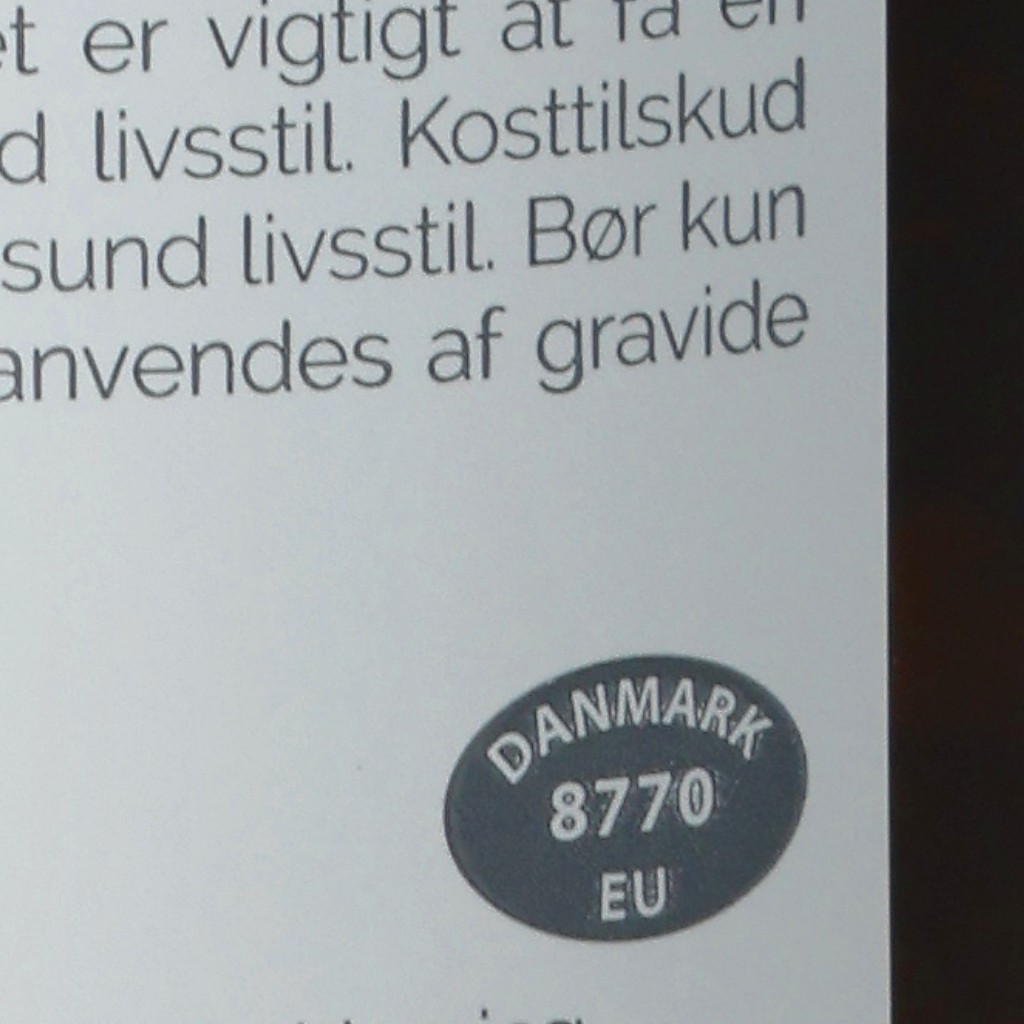 er vigtigt at få en
livsstil. Kosttilskud
sund livsstil. Bør kun
anvendes af gravide
DANMARK
8770
EU